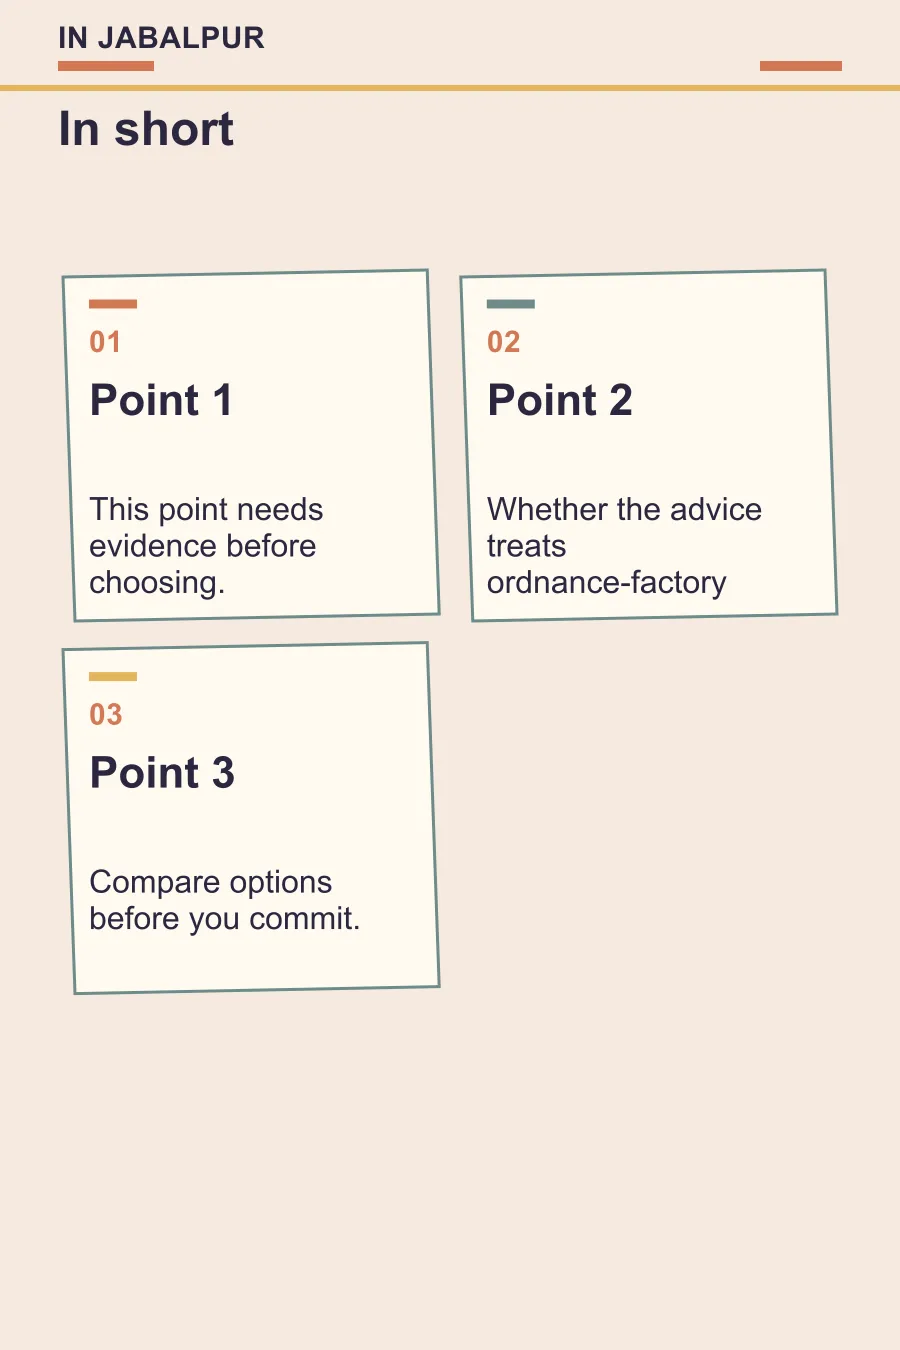 IN JABALPUR
In short
01
Point 1
This point needs
evidence before
choosing.
02
Point 2
Whether the advice
treats
ordnance-factory
03
Point 3
Compare options
before you commit.